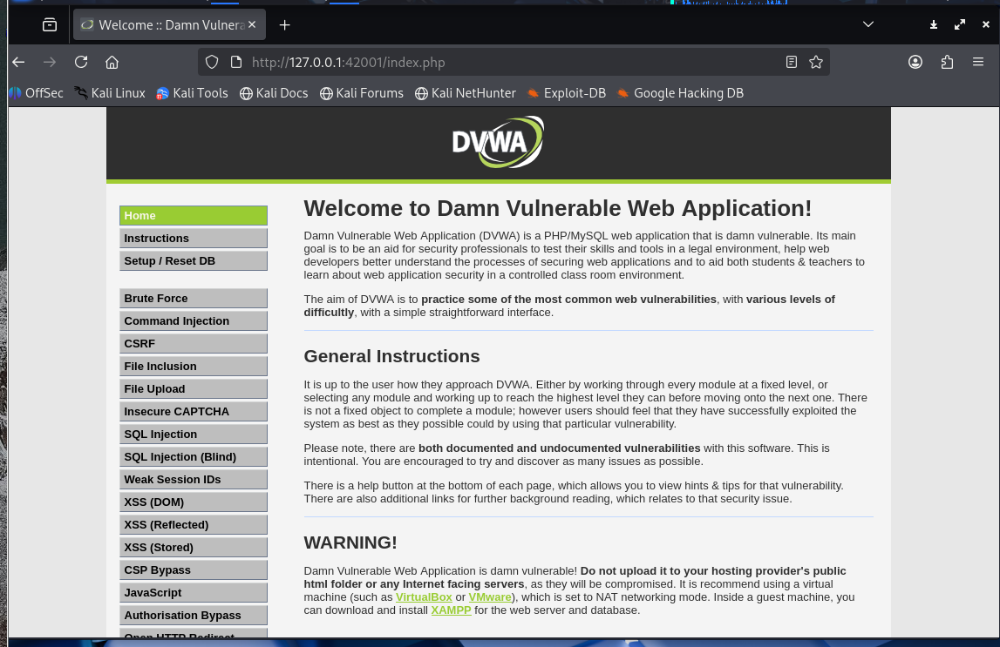 Welcome :: Damn Vulnera
http://127.0.0.1:42001/index.php
OffSec Kali Linux Kali Tools Kali Docs Kali Forums Kali NetHunter Exploit-DB Google Hacking DB
DVWA
Home
Instructions
Setup / Reset DB
Brute Force
Command Injection
CSRF
File Inclusion
File Upload
Insecure CAPTCHA
SQL Injection
SQL Injection (Blind)
Weak Session IDs
XSS (DOM)
XSS (Reflected)
XSS (Stored)
CSP Bypass
JavaScript
Authorisation Bypass
Open HTTP Redirect
Welcome to Damn Vulnerable Web Application!
Damn Vulnerable Web Application (DVWA) is a PHP/MySQL web application that is damn vulnerable. Its main
goal is to be an aid for security professionals to test their skills and tools in a legal environment, help web
developers better understand the processes of securing web applications and to aid both students & teachers to
learn about web application security in a controlled class room environment.
The aim of DVWA is to practice some of the most common web vulnerabilities, with various levels of
difficultly, with a simple straightforward interface.
General Instructions
It is up to the user how they approach DVWA. Either by working through every module at a fixed level, or
selecting any module and working up to reach the highest level they can before moving onto the next one. There
is not a fixed object to complete a module; however users should feel that they have successfully exploited the
system as best as they possible could by using that particular vulnerability.
Please note, there are both documented and undocumented vulnerabilities with this software. This is
intentional. You are encouraged to try and discover as many issues as possible.
There is a help button at the bottom of each page, which allows you to view hints & tips for that vulnerability.
There are also additional links for further background reading, which relates to that security issue.
WARNING!
Damn Vulnerable Web Application is damn vulnerable! Do not upload it to your hosting provider's public
html folder or any Internet facing servers, as they will be compromised. It is recommend using a virtual
machine (such as VirtualBox or VMware), which is set to NAT networking mode. Inside a guest machine, you
can download and install XAMPP for the web server and database.